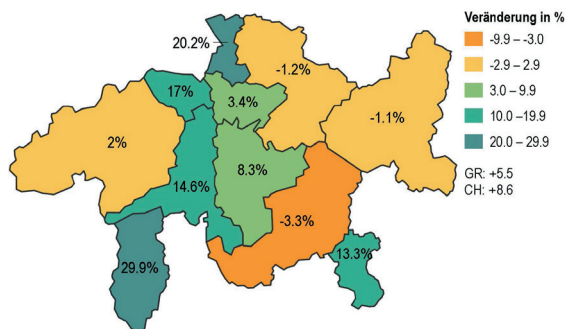 Veränderung in %
-9.9 – -3.0
-2.9 – 2.9
3.0 – 9.9
10.0 –19.9
20.0 – 29.9
GR: +5.5
CH: +8.6
20.2%
-1.2%
17%
3.4%
-1.1%
2%
8.3%
14.6%
-3.3%
13.3%
29.9%